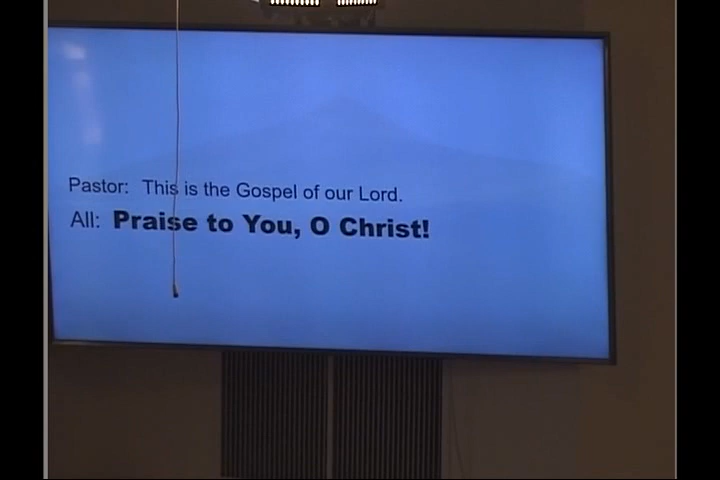 Pastor: This is the Gospel of our Lord.
All: Praise to You, O Christ!